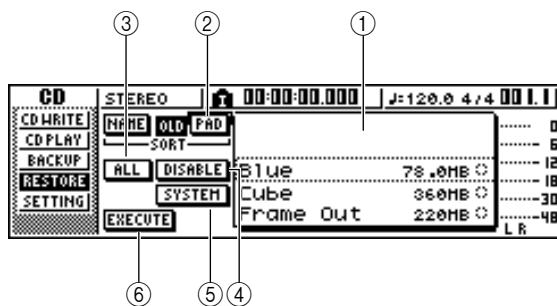 ③ ② ①
CD STEREO I 00:00:00.000 ♩=120.0 4/4 001.1
CD WRITE NAME OLD PAD 0
CD PLAY SORT 6
BACKUP ALL DISABLE Blue 78.0MB 12
RESTORE SYSTEM Cube 360MB 18
SETTING EXECUTE Frame Out 220MB 30
48
L R
⑥ ⑤ ④